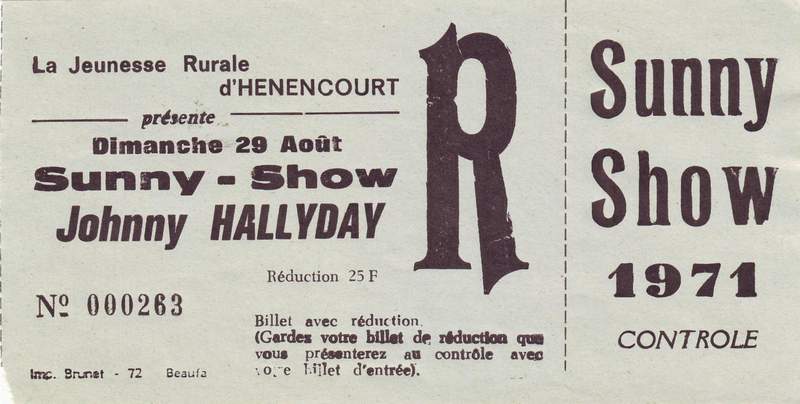 La Jeunesse Rurale
d'HENENCOURT
présente
Dimanche 29 Août
Sunny - Show
Johnny HALLYDAY
R
Réduction 25 F
Nº 000263
Billet avec réduction.
(Gardez votre billet de réduction que
vous présenterez au contrôle avec
billet d'entrée).
Imc. Brunet - 72 Beaufa
Sunny
Show
1971
CONTROLE